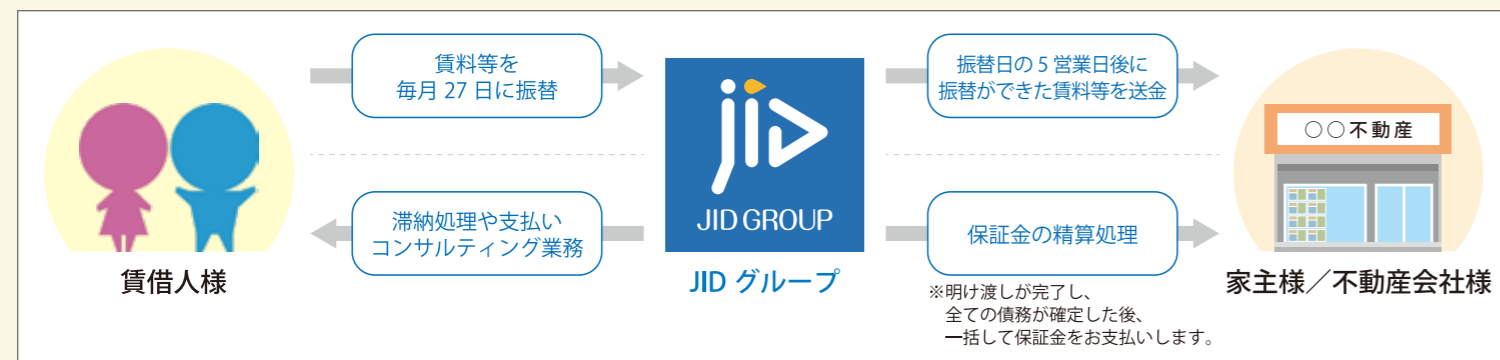 賃料等を
毎月 27 日に振替
振替日の 5 営業日後に
振替ができた賃料等を送金
jiD
JID GROUP
○○不動産
滞納処理や支払い
コンサルティング業務
保証金の精算処理
賃借人様
JID グループ
※明け渡しが完了し、
全ての債務が確定した後、
一括して保証金をお支払いします。
家主様／不動産会社様